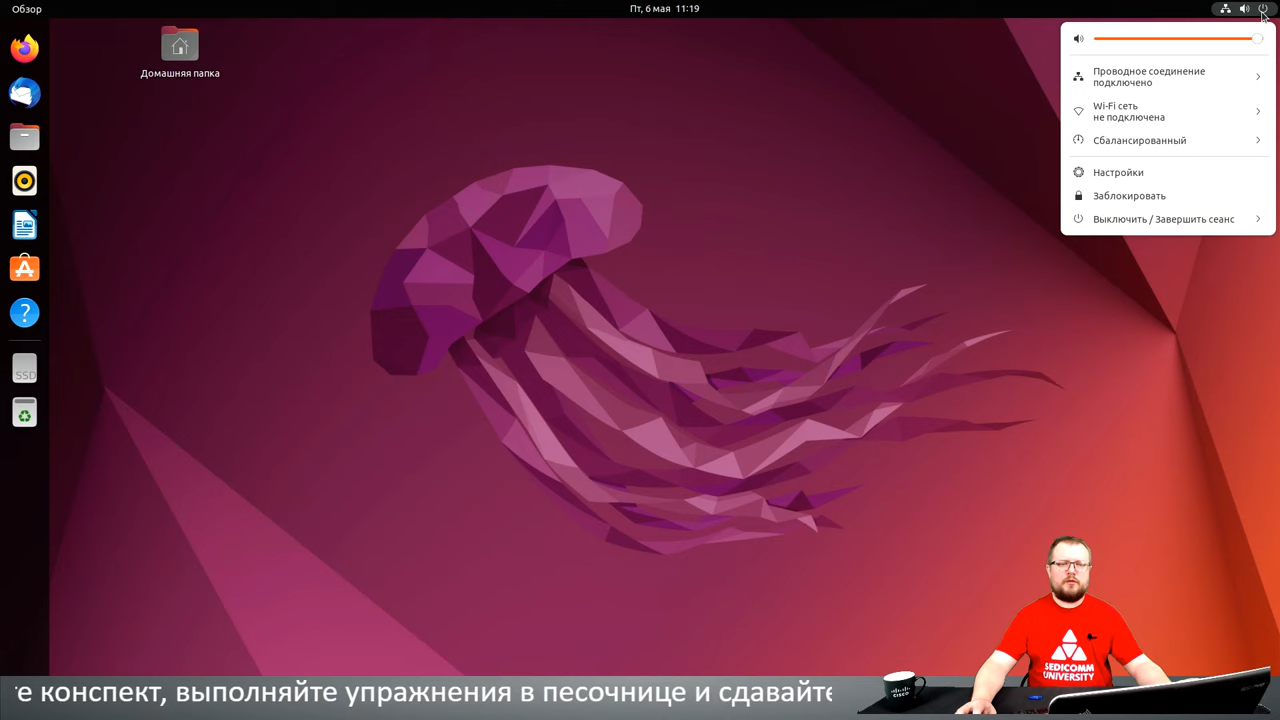 Обзор
Пт, 6 мая 11:19
Домашняя папка
Проводное соединение
подключено
Wi-Fi сеть
не подключена
Сбалансированный
Настройки
Заблокировать
Выключить / Завершить сеанс
?
SSD
SEDICOMM
UNIVERSITY
CISCO
е конспект, выполняйте упражнения в песочнице и сдавайте